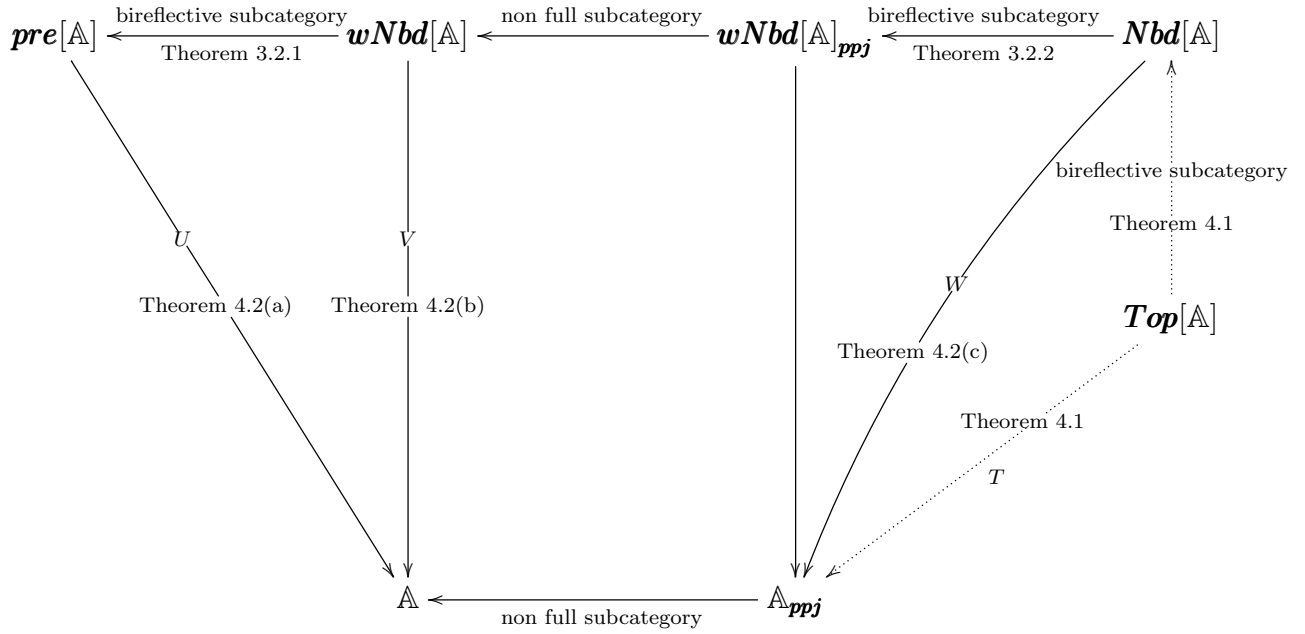 bireflective subcategory non full subcategory bireflective subcategory
pre[𝔸] wNbd[𝔸] wNbd[𝔸]ppj Nbd[𝔸]
Theorem 3.2.1 Theorem 3.2.2
bireflective subcategory
Theorem 4.1
U V
W
Theorem 4.2(a) Theorem 4.2(b)
Top[𝔸]
Theorem 4.2(c)
Theorem 4.1
T
𝔸 𝔸ppj
non full subcategory